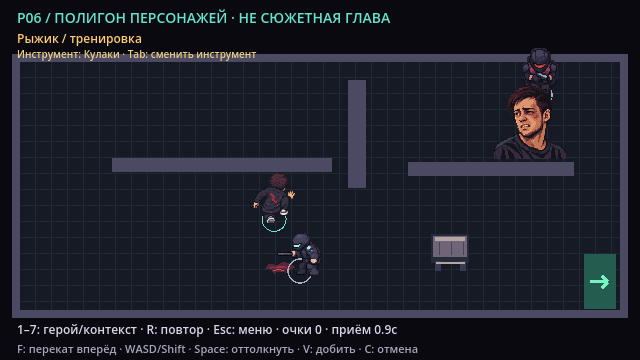 P06 / ПОЛИГОН ПЕРСОНАЖЕЙ · НЕ СЮЖЕТНАЯ ГЛАВА
Рыжик / тренировка
Инструмент: Кулаки · Tab: сменить инструмент
1–7: герой/контекст · R: повтор · Esc: меню · очки 0 · приём 0.9с
F: перекат вперёд · WASD/Shift · Space: оттолкнуть · V: добить · C: отмена